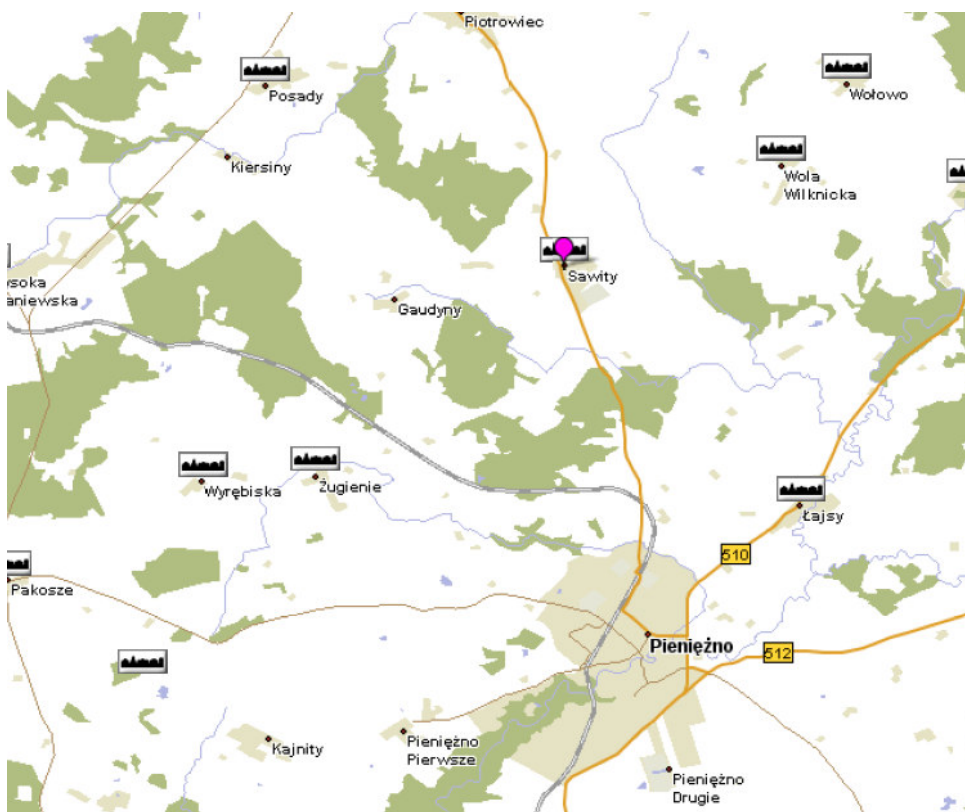 Piotrowiec
Posady
Wołowo
Kiersiny
Wola
Wilknicka
Sawity
ysoka
aniewska
Gaudyny
Wyrębiska
Żugienie
Łajsy
510
Pakosze
Pieniężno
512
Kajnity
Pieniężno
Pierwsze
Pieniężno
Drugie